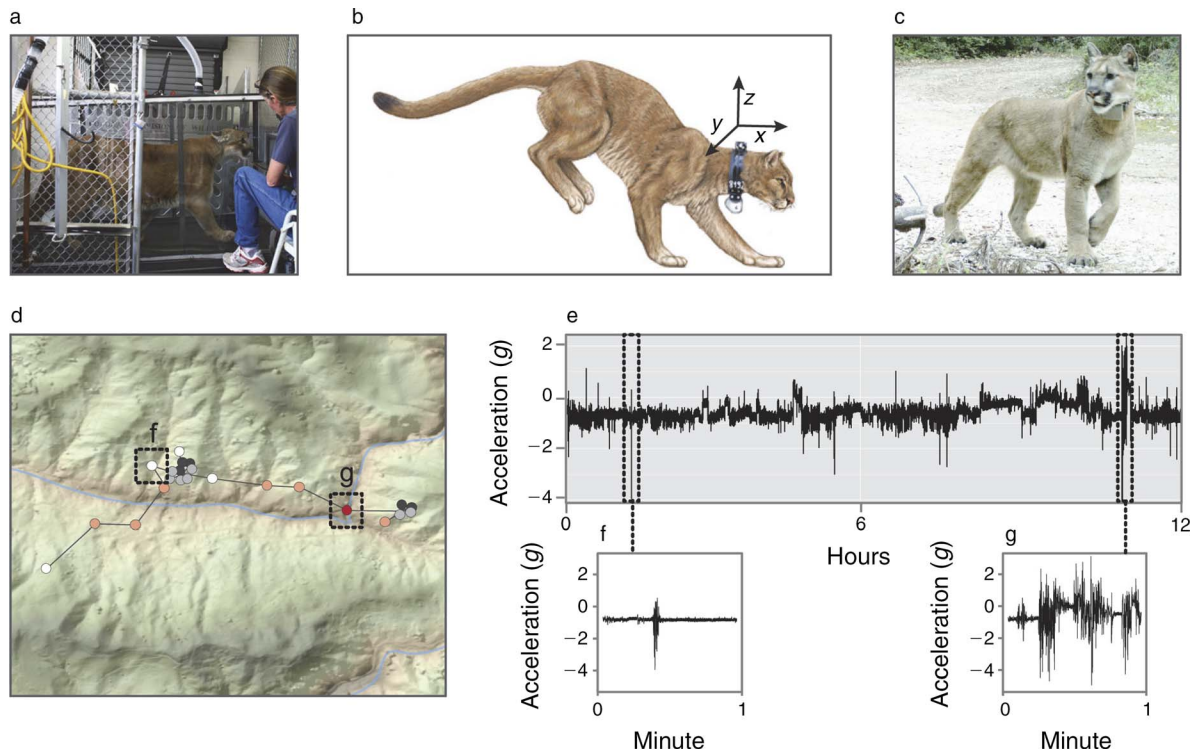 a
b
c
z
y
x
d
f
g
e
Acceleration (g)
2
0
−2
−4
0
6
12
Hours
f
Acceleration (g)
2
0
−2
−4
0
1
Minute
g
Acceleration (g)
2
0
−2
−4
0
1
Minute